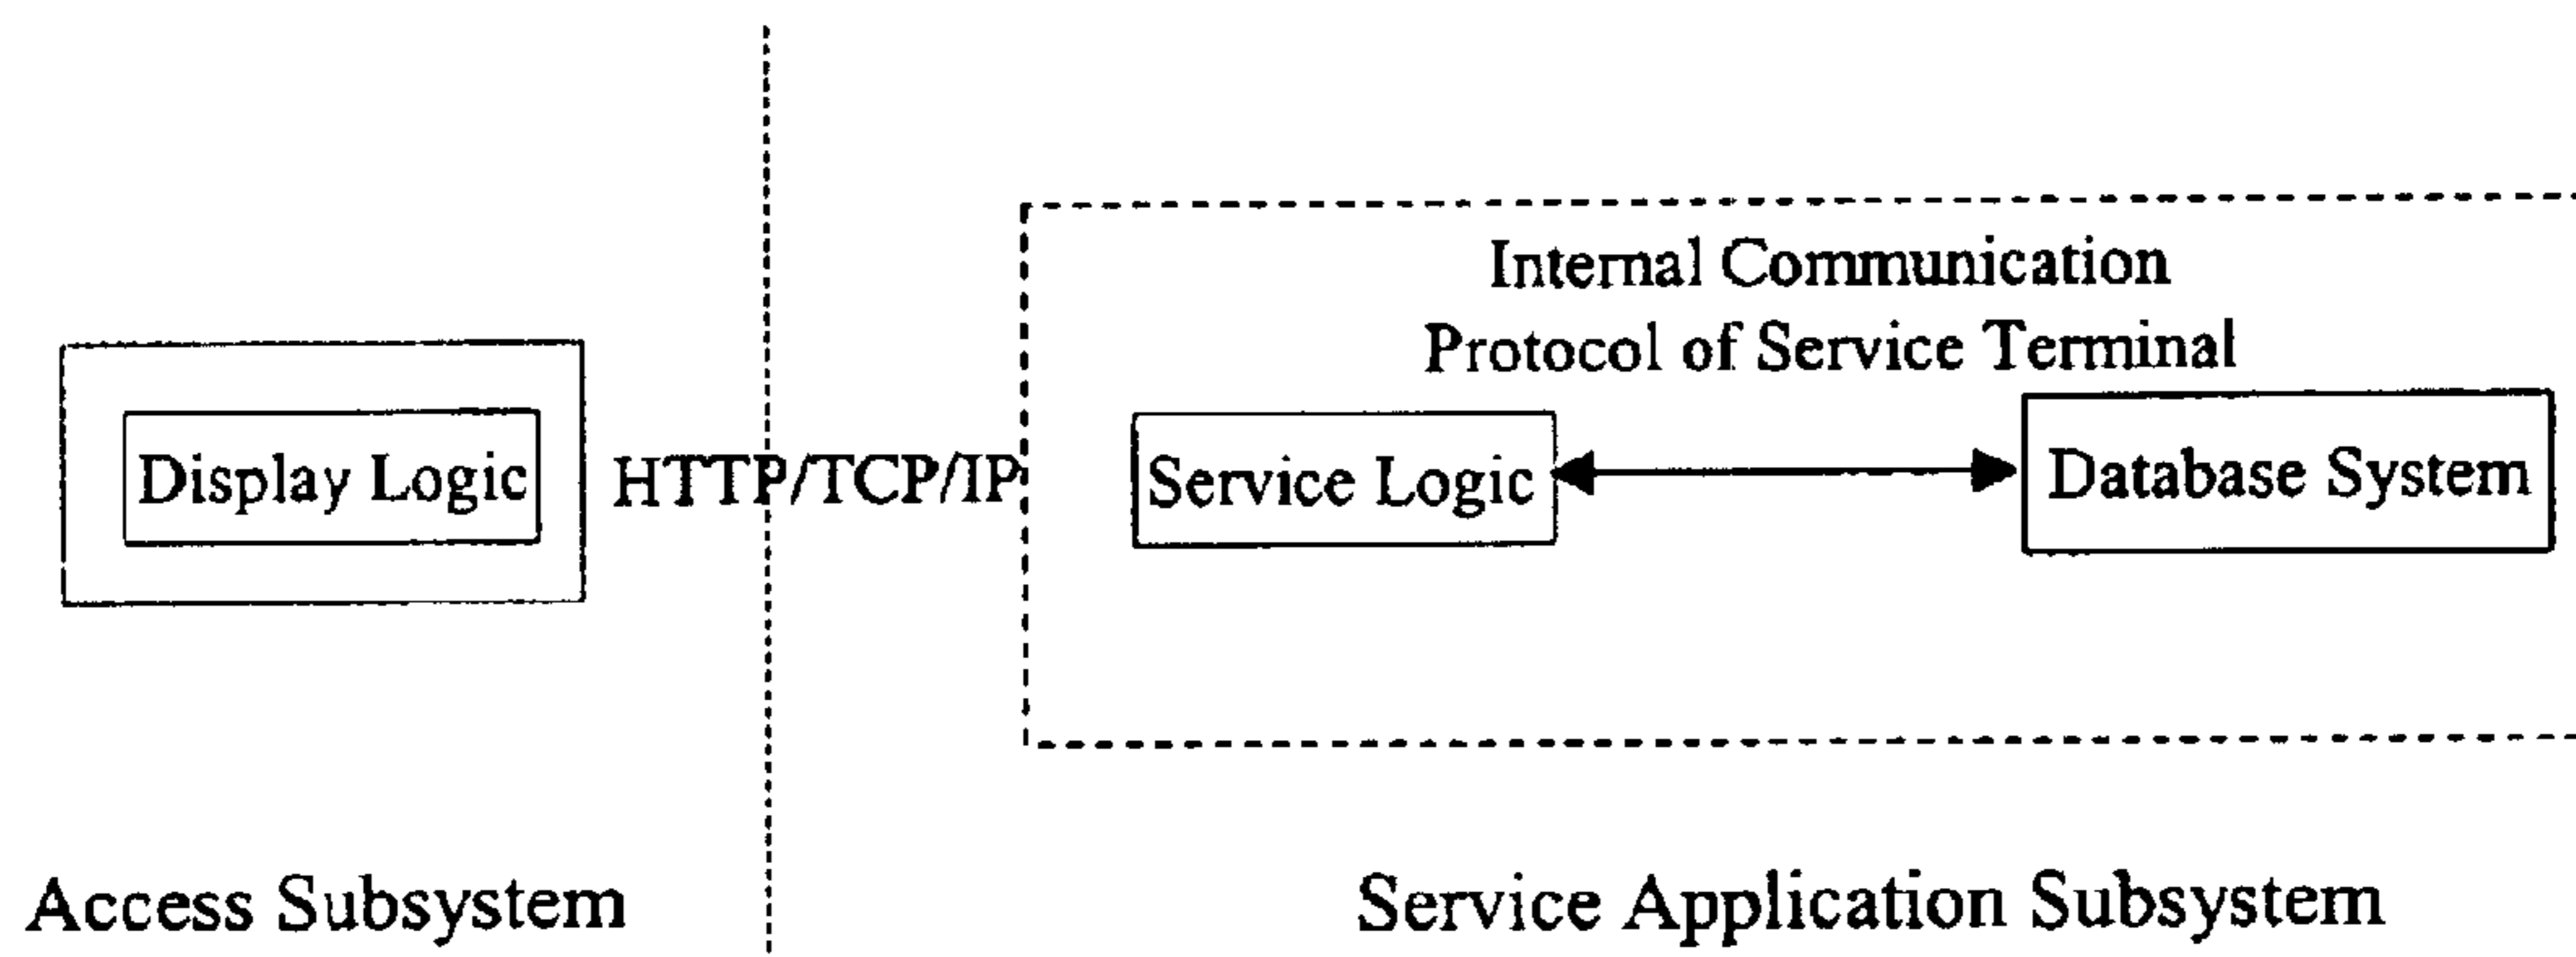 Internal Communication
Protocol of Service Terminal
Display Logic
HTTP/TCP/IP
Service Logic
Database System
Access Subsystem
Service Application Subsystem